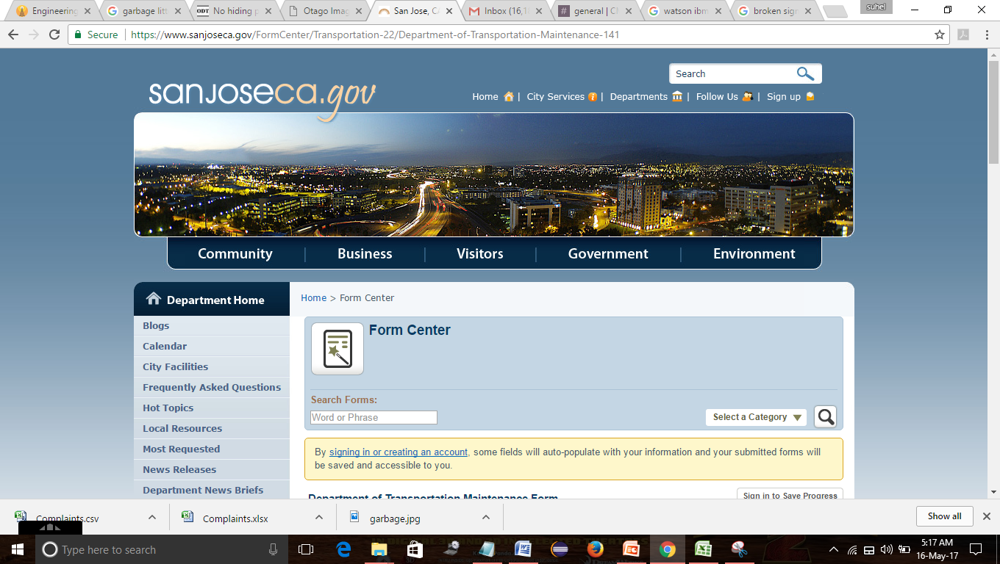 Engineering
garbage litt
ODT No hiding p
Otago Imag
San Jose, CA
Inbox (16,1
# general | Ch
watson ibm
broken sign
suhel
Secure https://www.sanjoseca.gov/FormCenter/Transportation-22/Department-of-Transportation-Maintenance-141
Search
sanjoseca.gov
Home | City Services | Departments | Follow Us | Sign up
Community | Business | Visitors | Government | Environment
Department Home
Blogs
Calendar
City Facilities
Frequently Asked Questions
Hot Topics
Local Resources
Most Requested
News Releases
Department News Briefs
Home > Form Center
Form Center
Search Forms:
Word or Phrase
Select a Category
By signing in or creating an account, some fields will auto-populate with your information and your submitted forms will
be saved and accessible to you.
Department of Transportation Maintenance Form
Sign in to Save Progress
Complaints.csv
Complaints.xlsx
garbage.jpg
Show all
Type here to search
5:17 AM
16-May-17